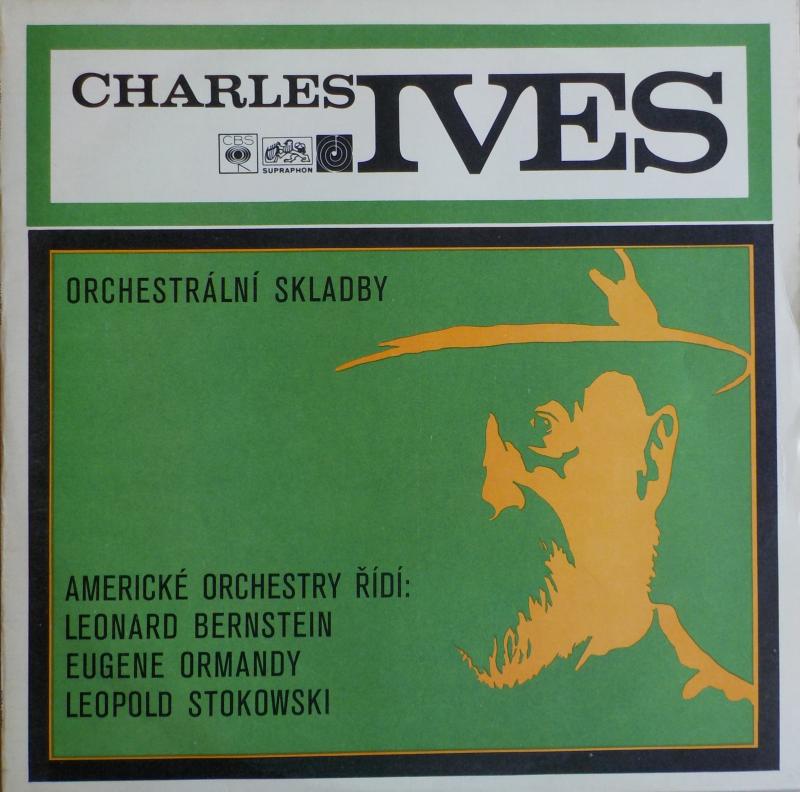 CHARLES IVES
CBS
SUPRAPHON
ORCHESTRÁLNÍ SKLADBY
AMERICKÉ ORCHESTRY ŘÍDÍ:
LEONARD BERNSTEIN
EUGENE ORMANDY
LEOPOLD STOKOWSKI